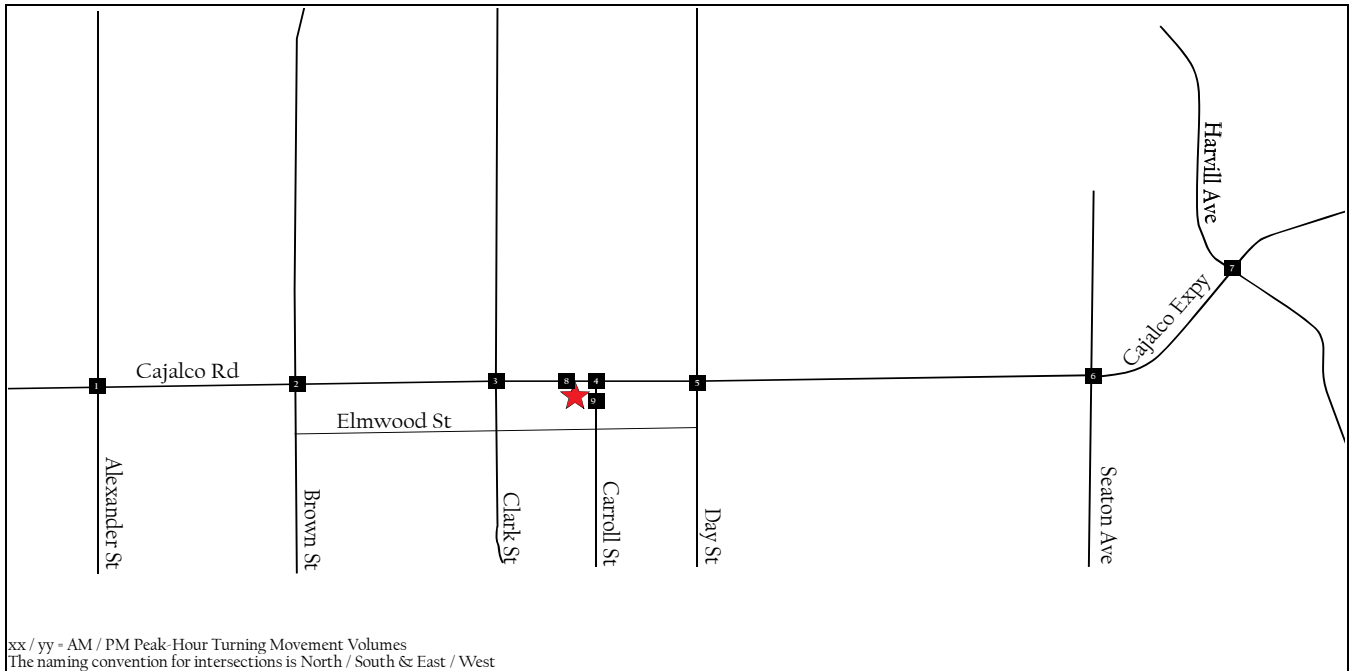 Harvill Ave
7
Cajalco Expy
Cajalco Rd
1
2
3
8
4
5
6
9
Elmwood St
Alexander St
Brown St
Clark St
Carroll St
Day St
Seaton Ave
xx / yy = AM / PM Peak-Hour Turning Movement Volumes
The naming convention for intersections is North / South & East / West